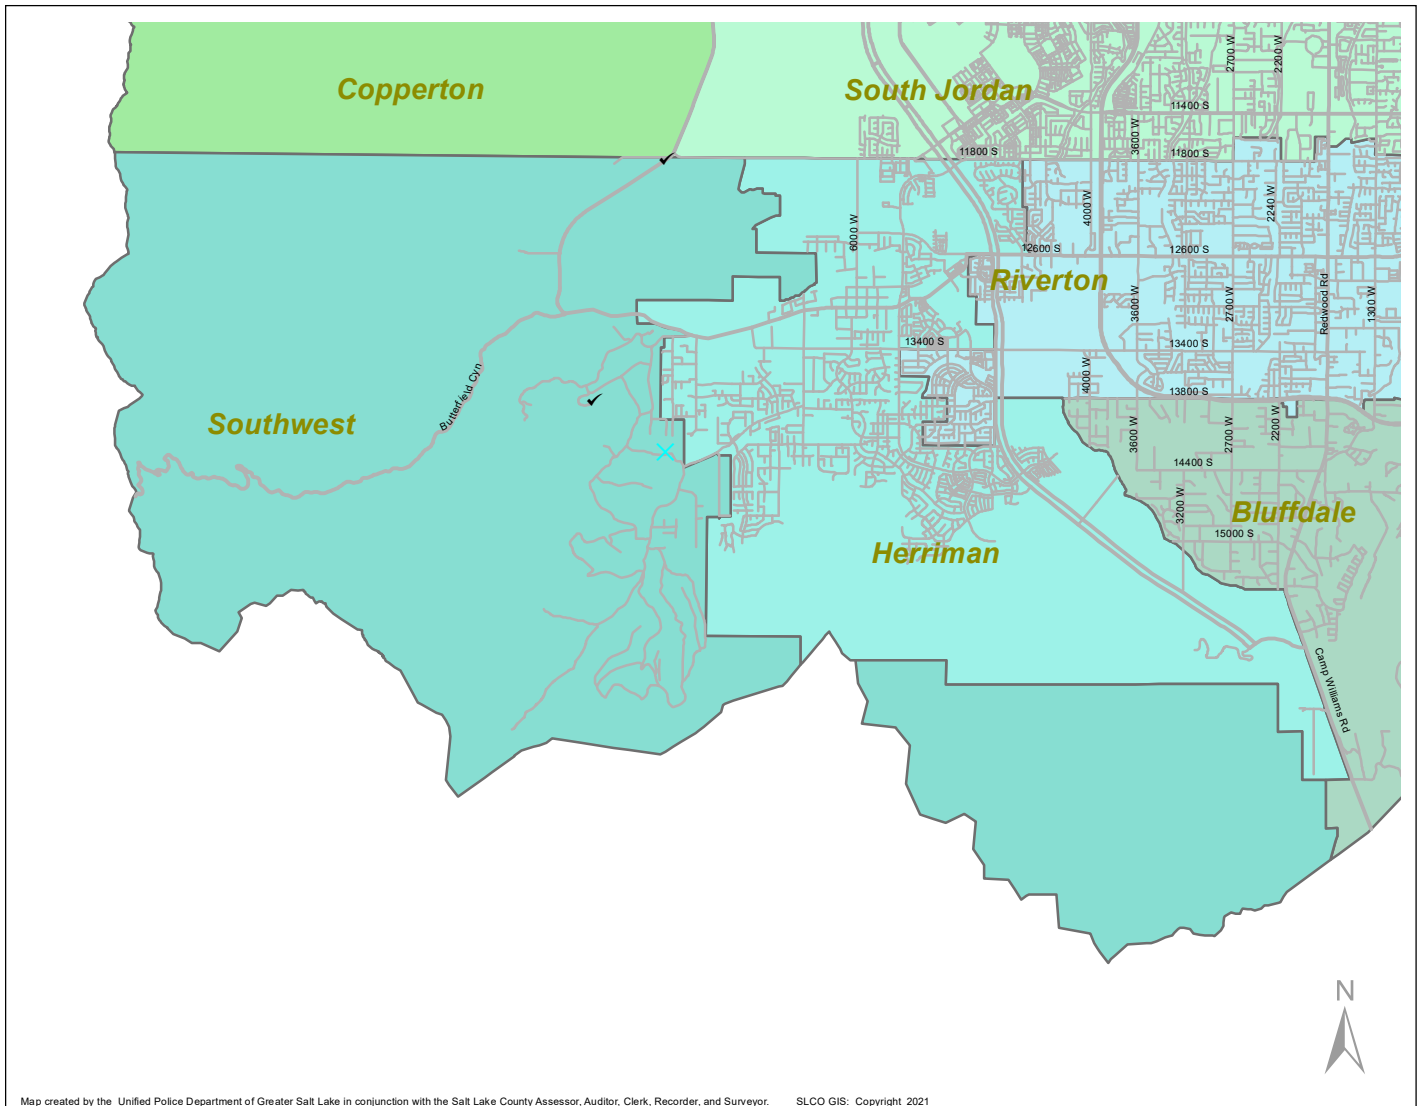 2700 W
2200 W
Copperton
South Jordan
11400 S
3600 W
11800 S
11800 S
4000 W
2240 W
6000 W
12600 S
12600 S
Riverton
3600 W
2700 W
Redwood Rd
1300 W
13400 S
13400 S
Butterfield Cyn
4000 W
13800 S
Southwest
3600 W
2700 W
2200 W
14400 S
3200 W
Bluffdale
15000 S
Herriman
Camp Williams Rd
N
Map created by the Unified Police Department of Greater Salt Lake in conjunction with the Salt Lake County Assessor, Auditor, Clerk, Recorder, and Surveyor. SLCO GIS: Copyright 2021